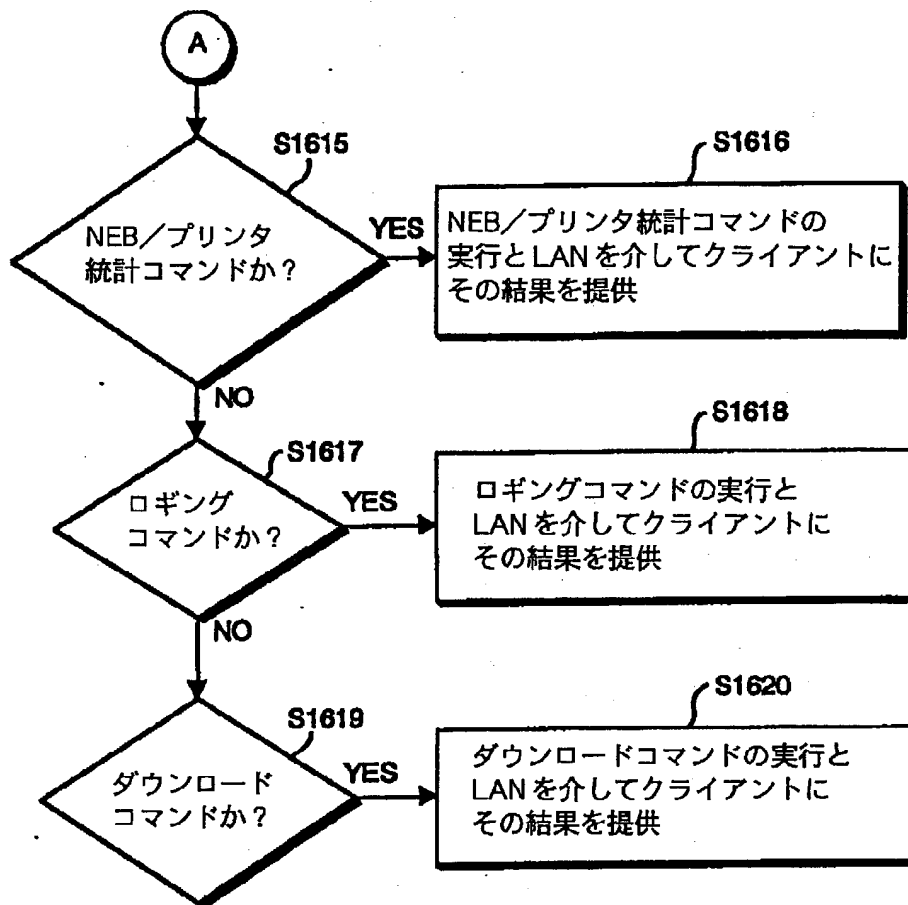 A
S1615
NEB／プリンタ
統計コマンドか？
YES
S1616
NEB／プリンタ統計コマンドの
実行とLANを介してクライアントに
その結果を提供
NO
S1617
ロギング
コマンドか？
YES
S1618
ロギングコマンドの実行と
LANを介してクライアントに
その結果を提供
NO
S1619
ダウンロード
コマンドか？
YES
S1620
ダウンロードコマンドの実行と
LANを介してクライアントに
その結果を提供